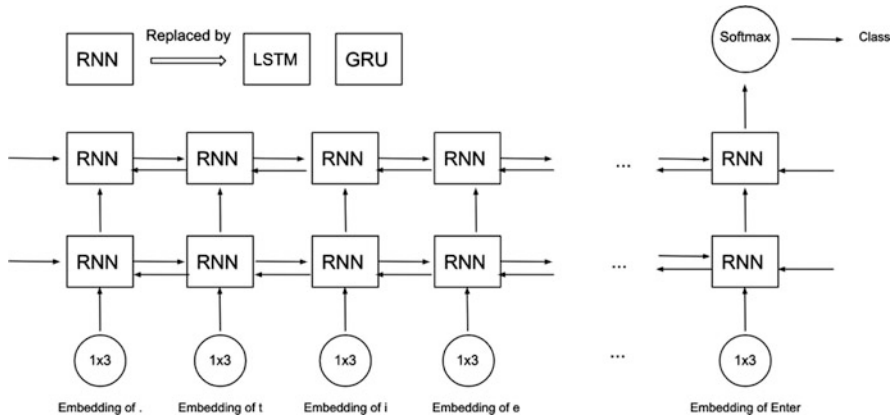 Replaced by
RNN LSTM GRU
Softmax Class
RNN RNN RNN RNN ... RNN
RNN RNN RNN RNN ... RNN
1x3 1x3 1x3 1x3 ... 1x3
Embedding of . Embedding of t Embedding of i Embedding of e Embedding of Enter